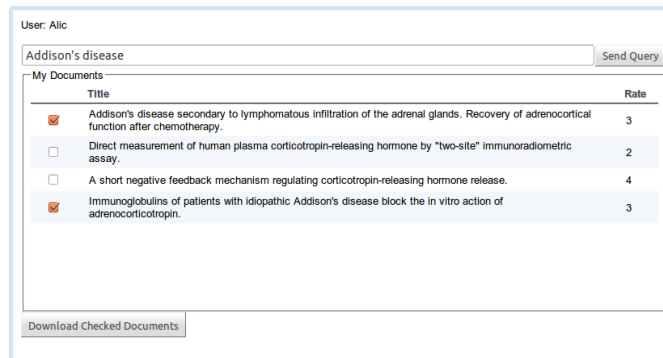 User: Alic
Addison's disease
Send Query
My Documents
Title Rate
Addison's disease secondary to lymphomatous infiltration of the adrenal glands. Recovery of adrenocortical
function after chemotherapy.
3
Direct measurement of human plasma corticotropin-releasing hormone by "two-site" immunoradiometric
assay.
2
A short negative feedback mechanism regulating corticotropin-releasing hormone release.
4
Immunoglobulins of patients with idiopathic Addison's disease block the in vitro action of
adrenocorticotropin.
3
Download Checked Documents